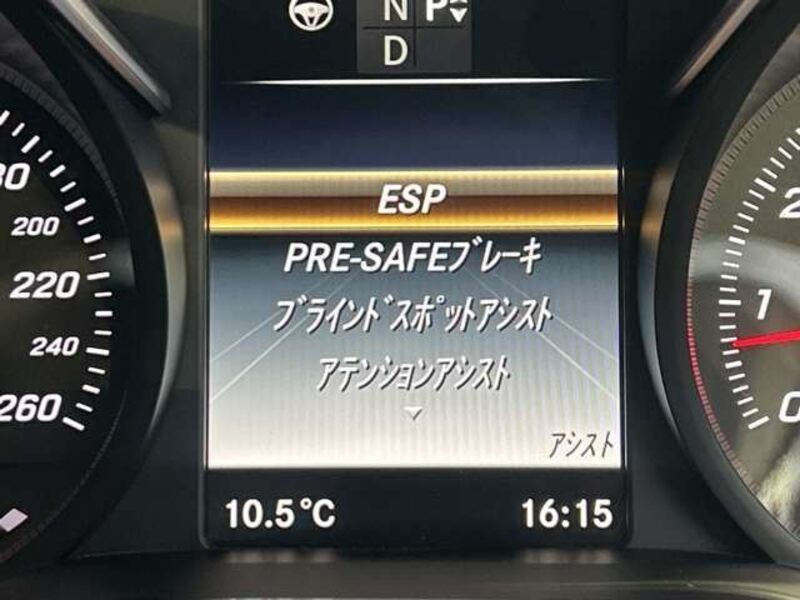 N P
D
ESP
PRE-SAFEブレーキ
ブラインドスポットアシスト
アテンションアシスト
アシスト
10.5℃
16:15
200
220
240
260
1
0